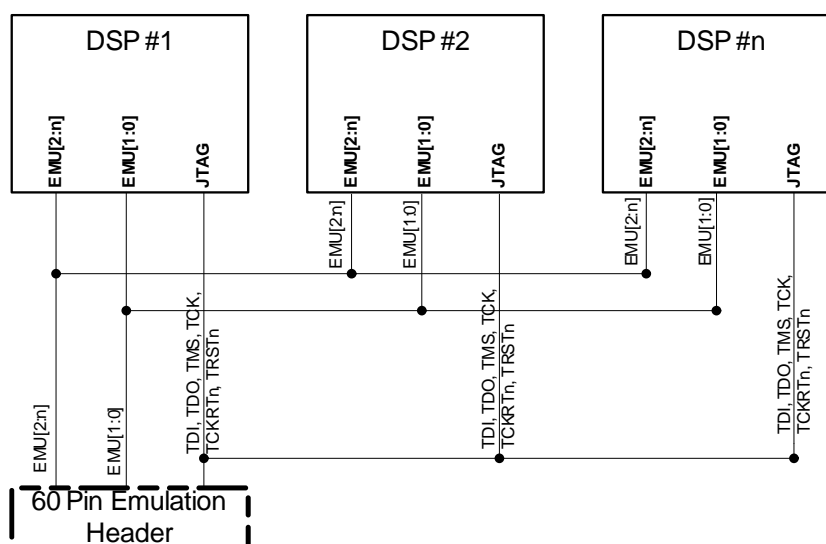 DSP #1
DSP #2
DSP #n
EMU[2:n]
EMU[1:0]
JTAG
EMU[2:n]
EMU[1:0]
JTAG
EMU[2:n]
EMU[1:0]
JTAG
EMU[2:n]
EMU[1:0]
EMU[2:n]
EMU[1:0]
TDI, TDO, TMS, TCK,
TCKRTn, TRSTn
TDI, TDO, TMS, TCK,
TCKRTn, TRSTn
TDI, TDO, TMS, TCK,
TCKRTn, TRSTn
EMU[2:n]
EMU[1:0]
60 Pin Emulation
Header